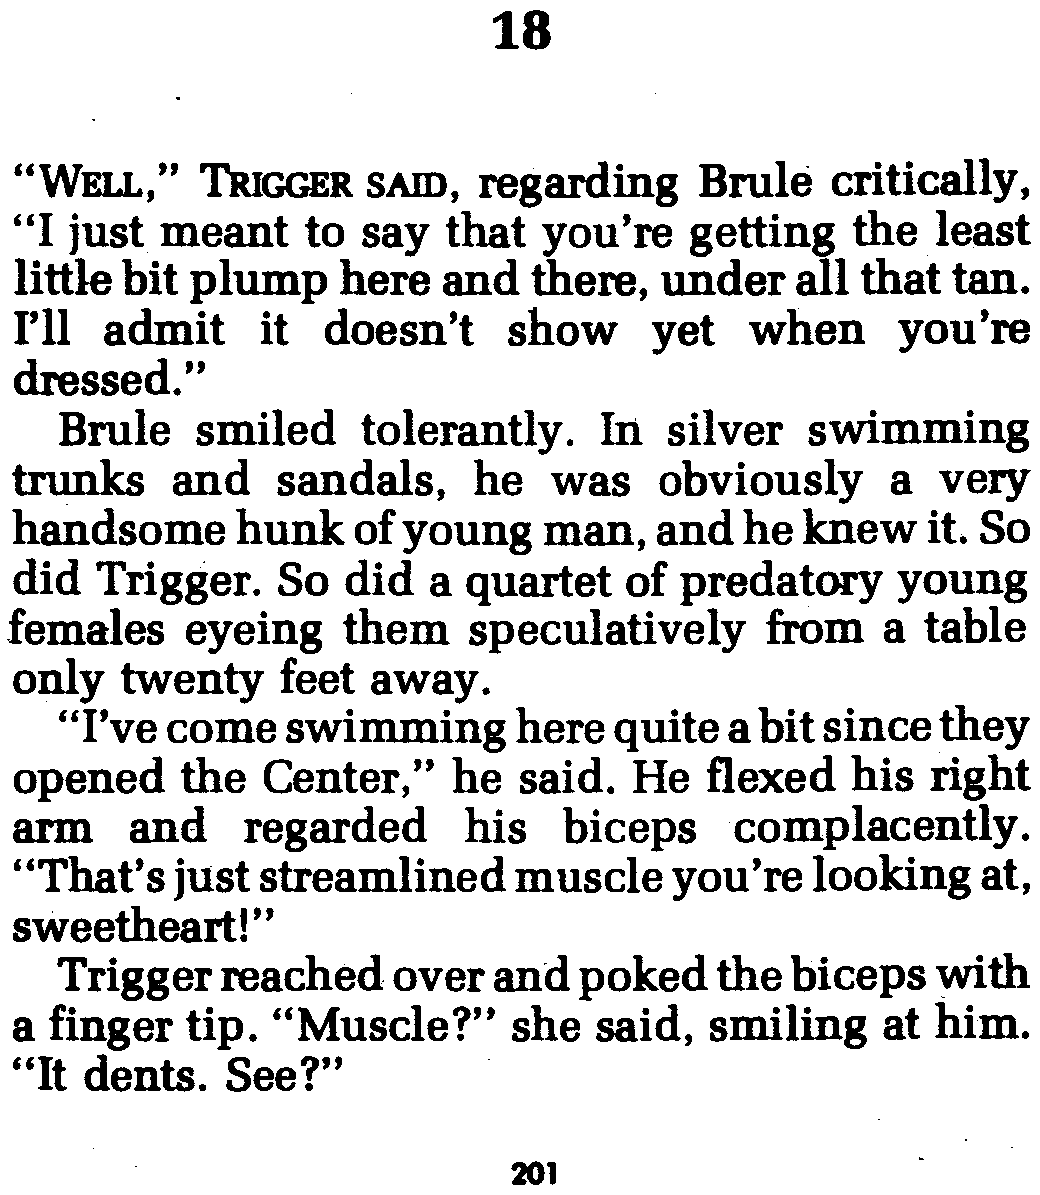 18
“WELL,” TRIGGER SAID, regarding Brule critically,
“I just meant to say that you’re getting the least
little bit plump here and there, under all that tan.
I’ll admit it doesn’t show yet when you’re
dressed.”
Brule smiled tolerantly. In silver swimming
trunks and sandals, he was obviously a very
handsome hunk of young man, and he knew it. So
did Trigger. So did a quartet of predatory young
females eyeing them speculatively from a table
only twenty feet away.
“I’ve come swimming here quite a bit since they
opened the Center,” he said. He flexed his right
arm and regarded his biceps complacently.
“That’s just streamlined muscle you’re looking at,
sweetheart!”
Trigger reached over and poked the biceps with
a finger tip. “Muscle?” she said, smiling at him.
“It dents. See?”
201